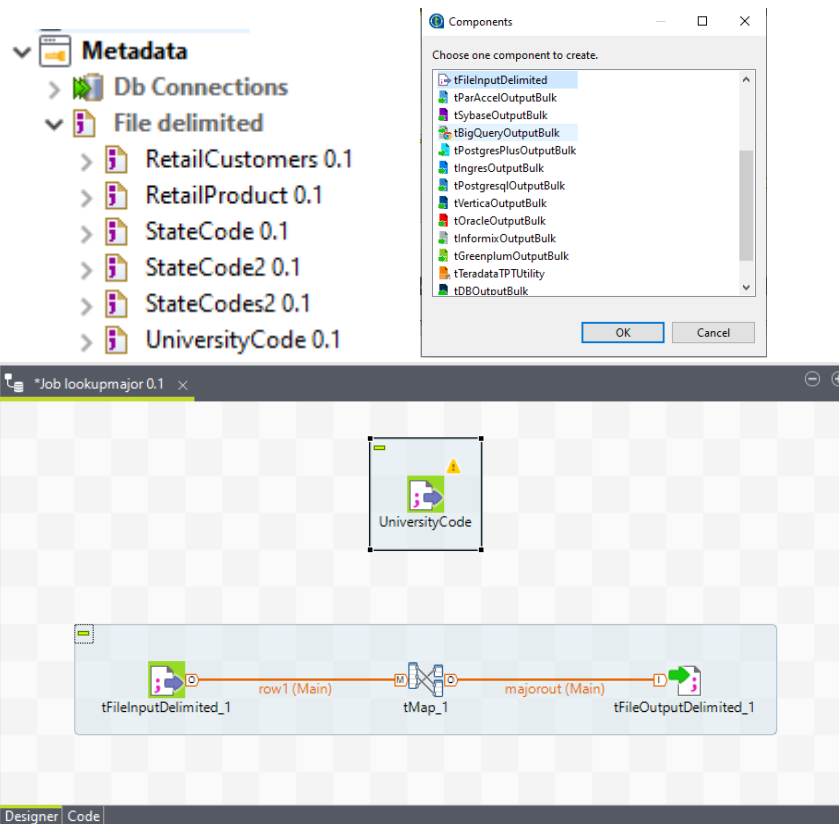 Metadata
Db Connections
File delimited
RetailCustomers 0.1
RetailProduct 0.1
StateCode 0.1
StateCode2 0.1
StateCodes2 0.1
UniversityCode 0.1
Components
Choose one component to create.
tFileInputDelimited
tParAccelOutputBulk
tSybaseOutputBulk
tBigQueryOutputBulk
tPostgresPlusOutputBulk
tIngresOutputBulk
tPostgresqlOutputBulk
tVerticaOutputBulk
tOracleOutputBulk
tInformixOutputBulk
tGreenplumOutputBulk
tTeradataTPTUtility
tDBOutputBulk
OK Cancel
*Job lookupmajor 0.1
UniversityCode
O M O I
row1 (Main) majorout (Main)
tFileInputDelimited_1 tMap_1 tFileOutputDelimited_1
Designer Code